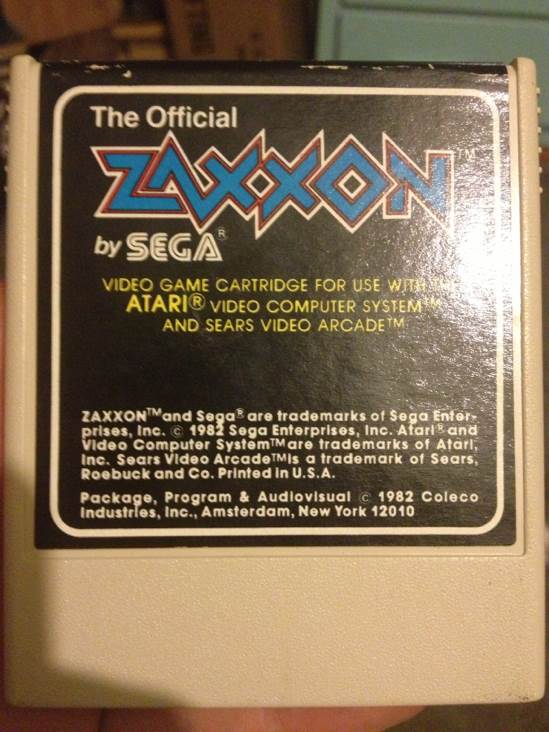 The Official
ZAXXON™
by SEGA®
VIDEO GAME CARTRIDGE FOR USE WITH THE
ATARI® VIDEO COMPUTER SYSTEM™
AND SEARS VIDEO ARCADE™
ZAXXON™and Sega® are trademarks of Sega Enter-
prises, Inc. © 1982 Sega Enterprises, Inc. Atari® and
Video Computer System™are trademarks of Atari,
Inc. Sears Video Arcade™is a trademark of Sears,
Roebuck and Co. Printed in U.S.A.
Package, Program & Audiovisual © 1982 Coleco
Industries, Inc., Amsterdam, New York 12010